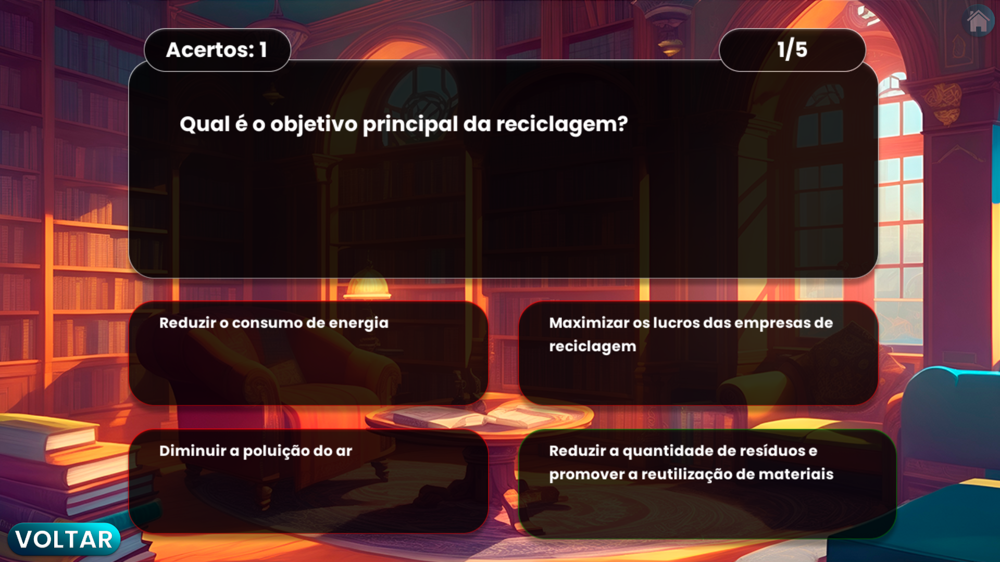 Acertos: 1
1/5
Qual é o objetivo principal da reciclagem?
Reduzir o consumo de energia
Maximizar os lucros das empresas de
reciclagem
Diminuir a poluição do ar
Reduzir a quantidade de resíduos e
promover a reutilização de materiais
VOLTAR